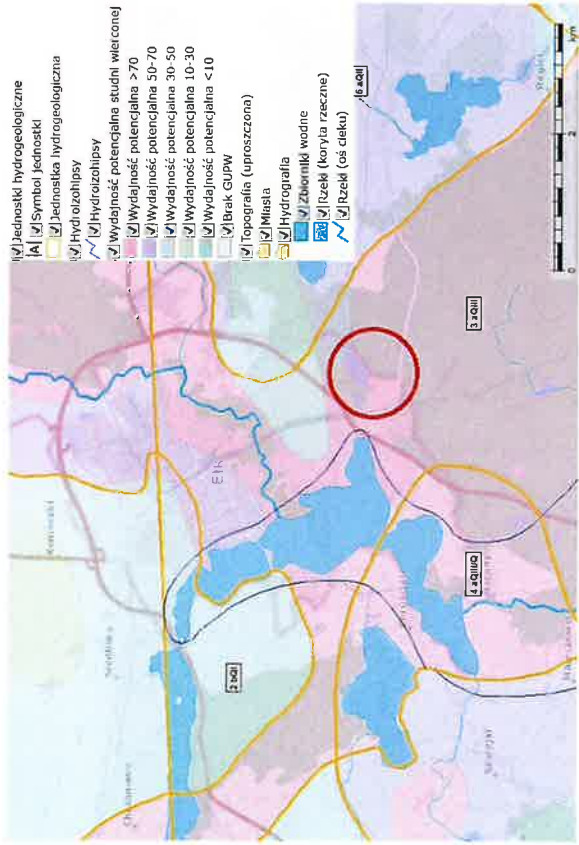 Jednostki hydrogeologiczne
Symbol jednostki
Jednostka hydrogeologiczna
Hydroizohipsy
Hydroizohipsy
Wydajność potencjalna studni wierconej
Wydajność potencjalna >70
Wydajność potencjalna 50-70
Wydajność potencjalna 30-50
Wydajność potencjalna 10-30
Wydajność potencjalna <10
Brak GUPW
Topografia (uproszczona)
Miasta
Hydrografia
Zbiorniki wodne
Rzeki (koryta rzeczne)
Rzeki (oś cieku)
Ełk
2 bQI
3 aQIII
4 aQIII/Q
6 aQII
0
2
km